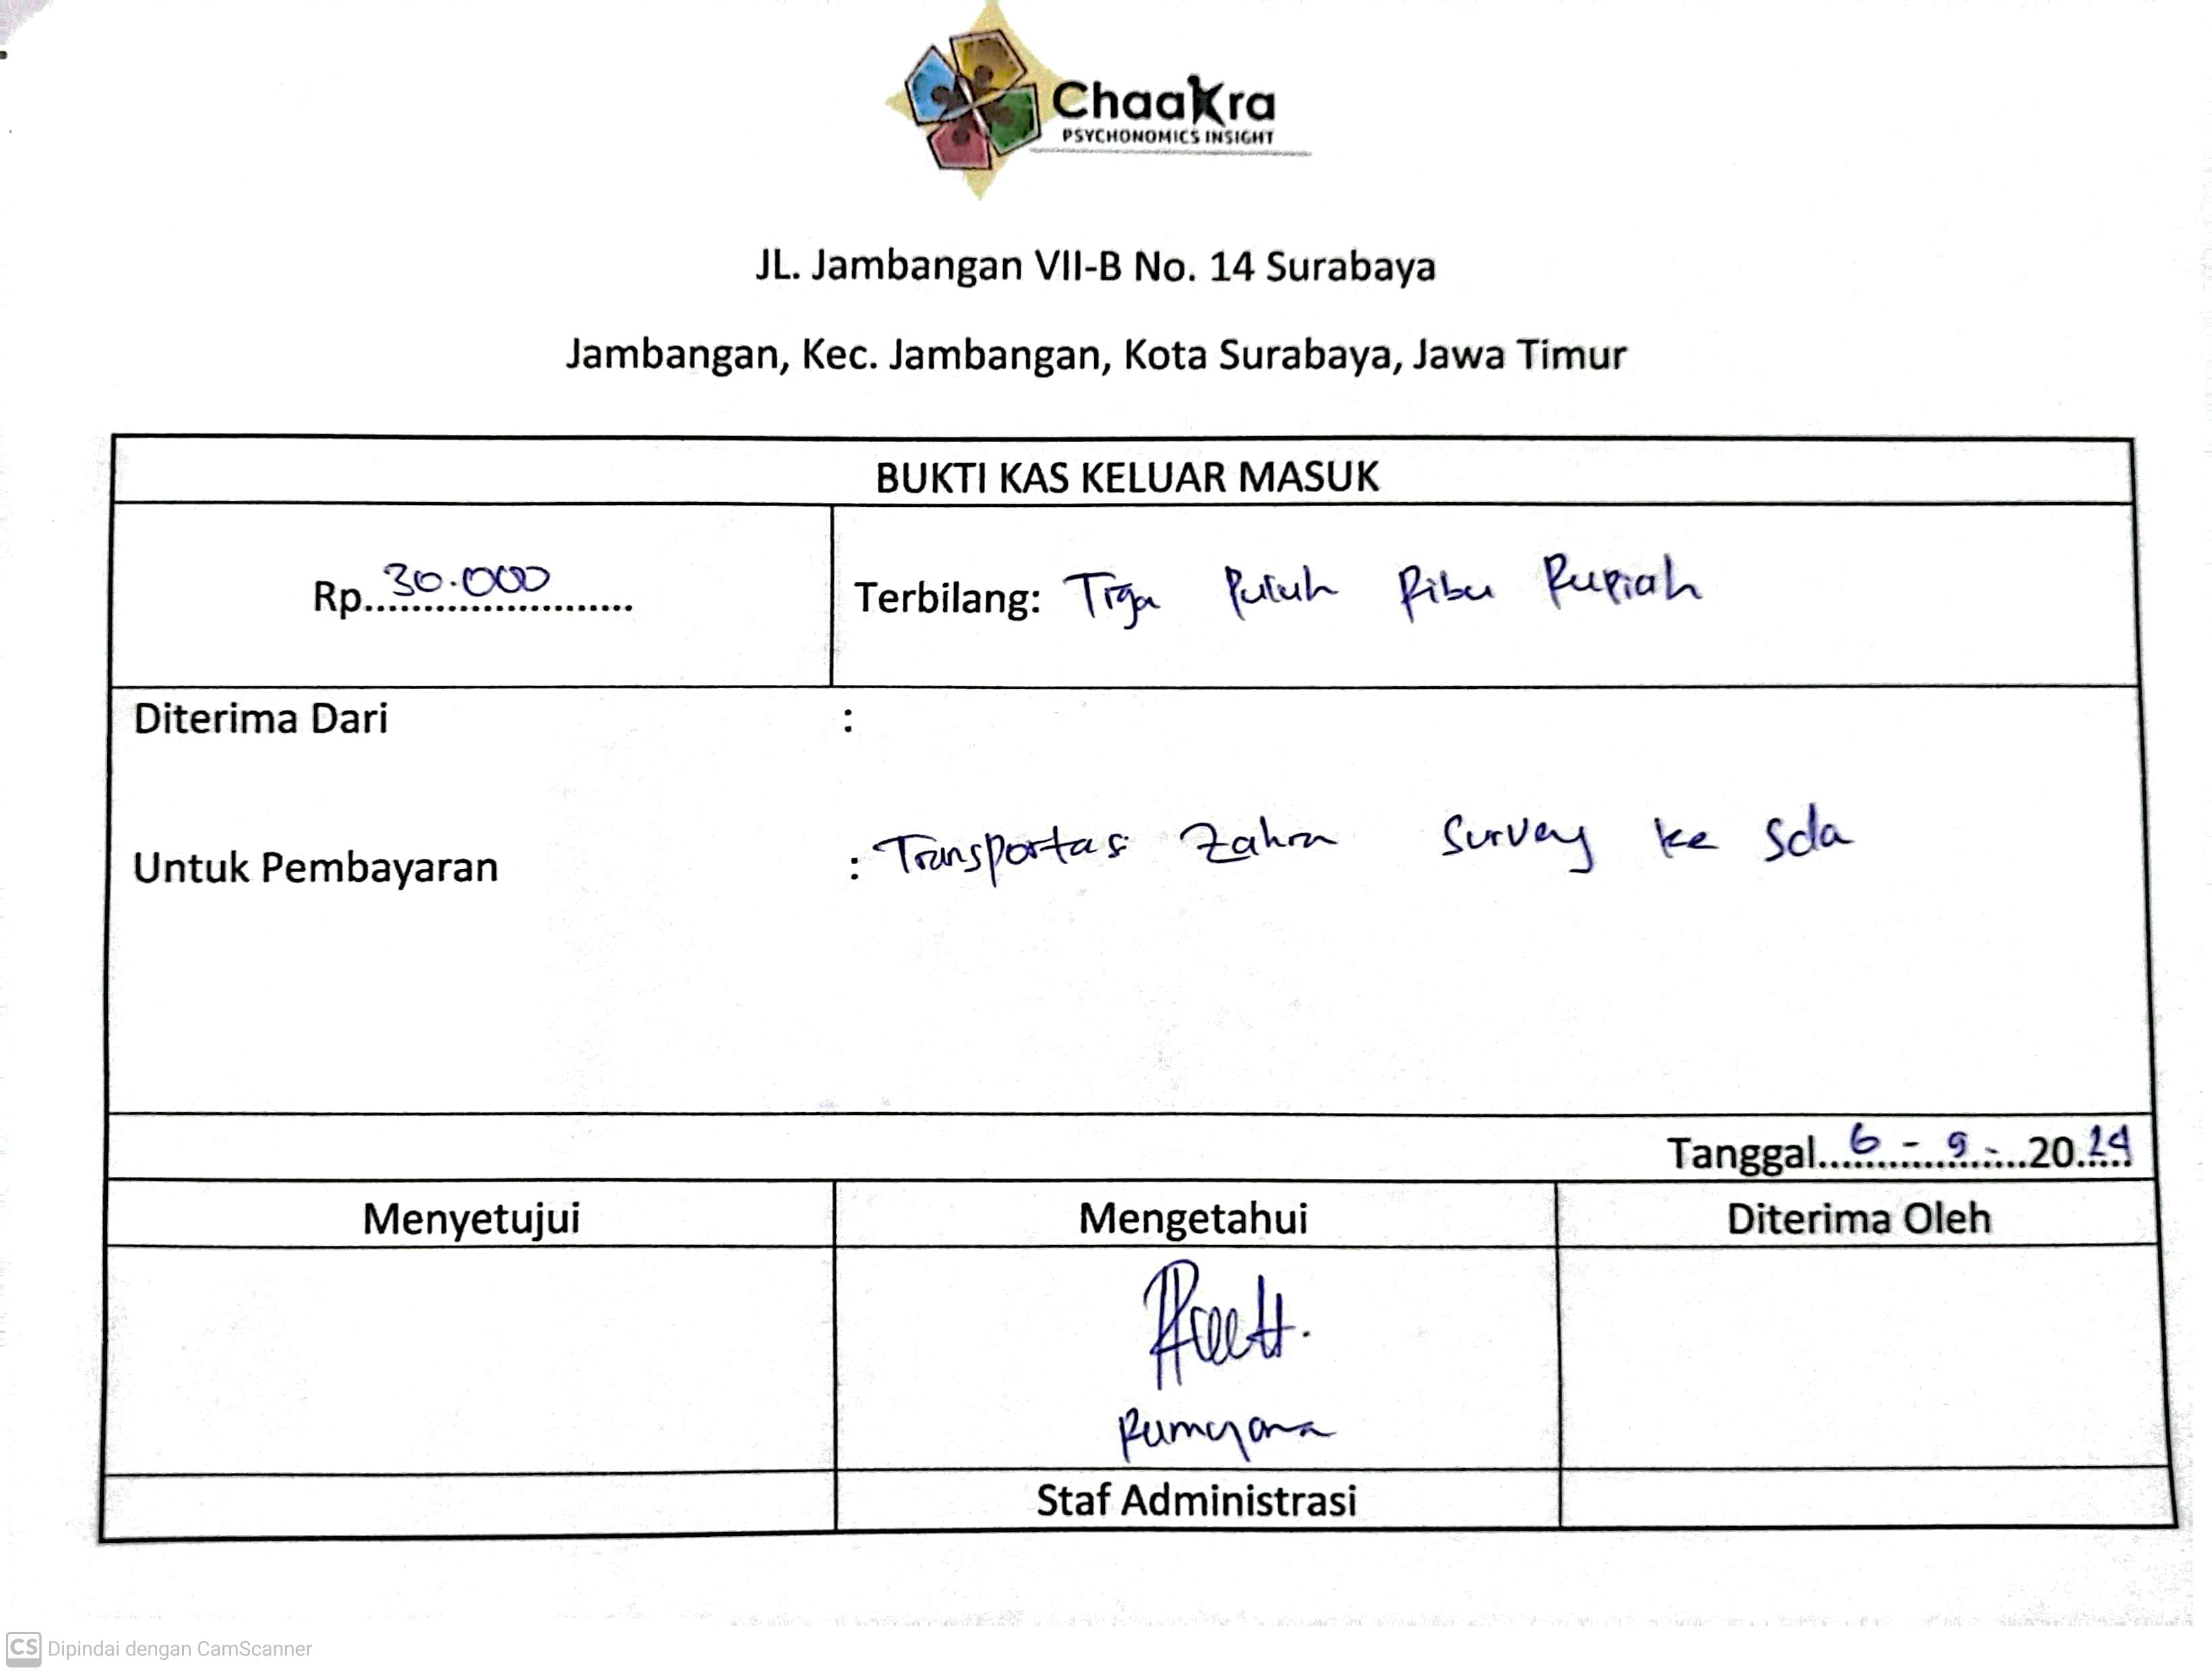 Chaakra
PSYCHONOMICS INSIGHT
JL. Jambangan VII-B No. 14 Surabaya
Jambangan, Kec. Jambangan, Kota Surabaya, Jawa Timur
BUKTI KAS KELUAR MASUK
Rp. 30.000
Terbilang: Tiga Puluh Ribu Rupiah
Diterima Dari :
Untuk Pembayaran : Transportasi Zahra Survey ke Sda
Tanggal 6 - 9 - 2024
Menyetujui Mengetahui Diterima Oleh
Staf Administrasi
CS Dipindai dengan CamScanner